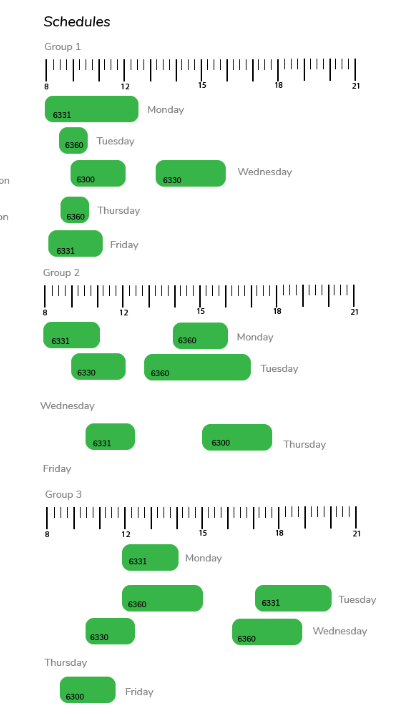 Schedules
Group 1
8 12 15 18 21
6331 Monday
6360 Tuesday
on
6300 6330 Wednesday
6360 Thursday
on
6331 Friday
Group 2
8 12 15 18 21
6331 6360 Monday
6330 6360 Tuesday
Wednesday
6331 6300 Thursday
Friday
Group 3
8 12 15 18 21
6331 Monday
6360 6331 Tuesday
6330 6360 Wednesday
Thursday
6300 Friday